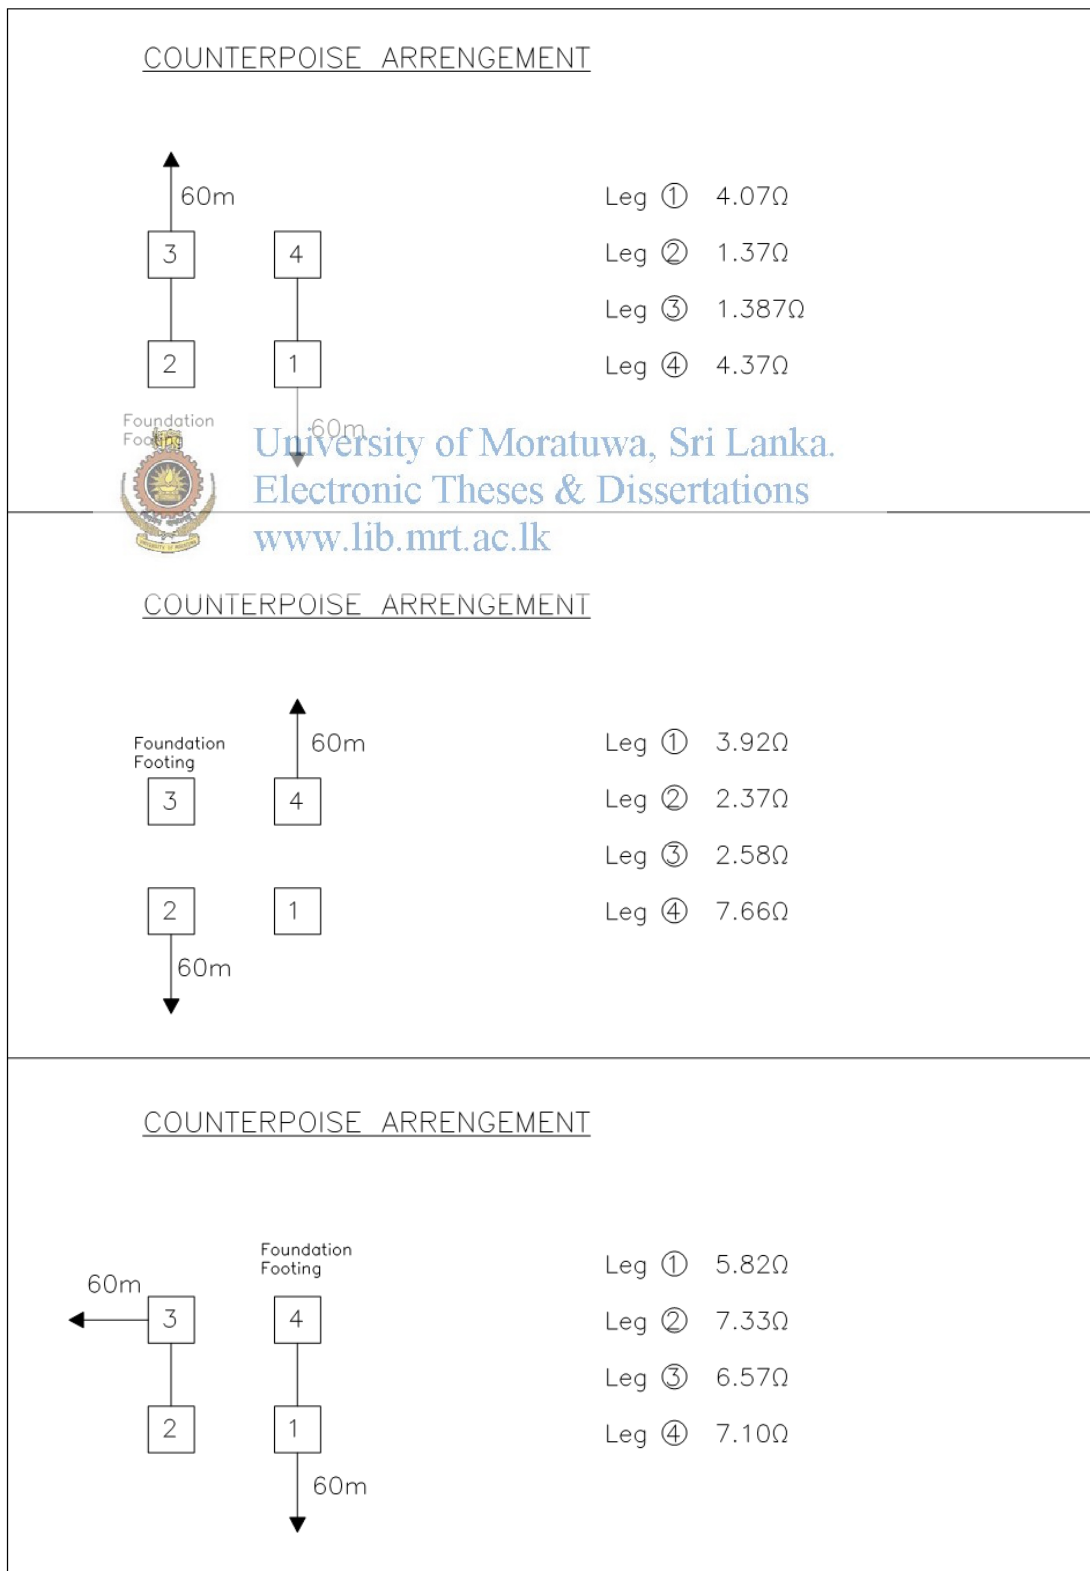 COUNTERPOISE ARRENGEMENT
60m
3
4
2
1
60m
Foundation
Footing
Leg ① 4.07Ω
Leg ② 1.37Ω
Leg ③ 1.387Ω
Leg ④ 4.37Ω
University of Moratuwa, Sri Lanka.
Electronic Theses & Dissertations
www.lib.mrt.ac.lk
COUNTERPOISE ARRENGEMENT
Foundation
Footing
60m
3
4
2
1
60m
Leg ① 3.92Ω
Leg ② 2.37Ω
Leg ③ 2.58Ω
Leg ④ 7.66Ω
COUNTERPOISE ARRENGEMENT
Foundation
Footing
60m
3
4
2
1
60m
Leg ① 5.82Ω
Leg ② 7.33Ω
Leg ③ 6.57Ω
Leg ④ 7.10Ω